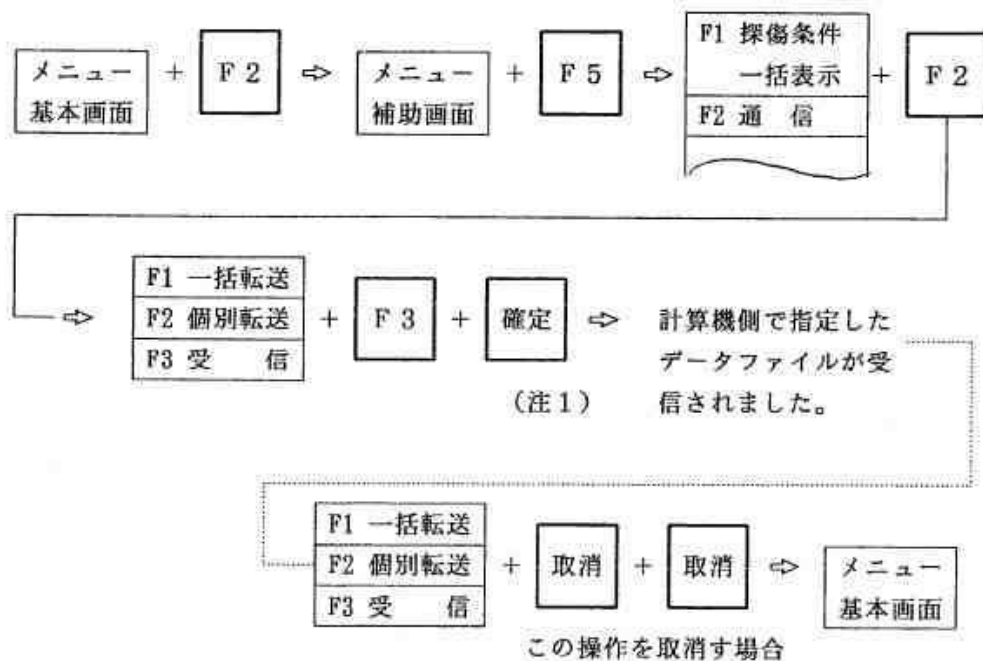 メニュー
基本画面
+
F 2
⇨
メニュー
補助画面
+
F 5
⇨
F1 探傷条件
一括表示
F2 通 信
+
F 2
⇨
F1 一括転送
F2 個別転送
F3 受 信
+
F 3
+
確定
(注1)
⇨
計算機側で指定した
データファイルが受
信されました。
F1 一括転送
F2 個別転送
F3 受 信
+
取消
+
取消
⇨
メニュー
基本画面
この操作を取消す場合